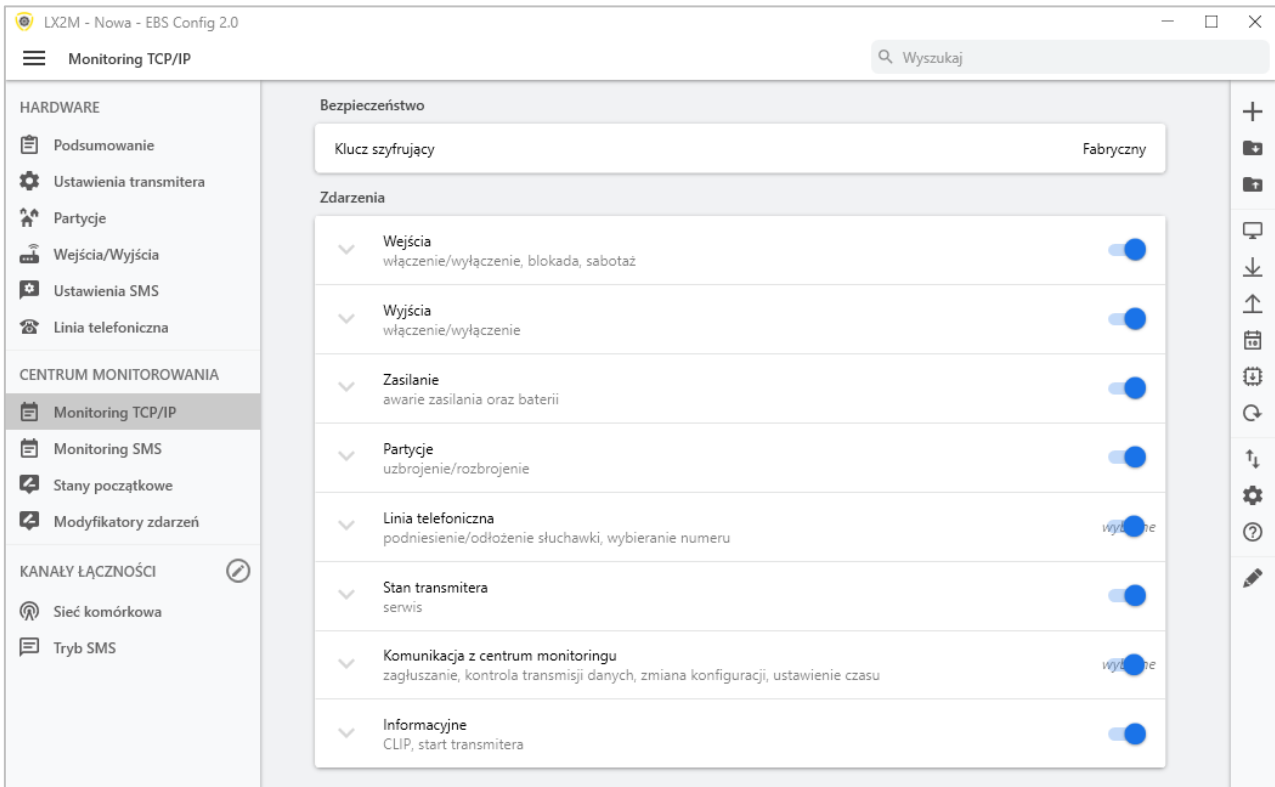 LX2M - Nowa - EBS Config 2.0
Monitoring TCP/IP
Wyszukaj
HARDWARE
Podsumowanie
Ustawienia transmitera
Partycje
Wejścia/Wyjścia
Ustawienia SMS
Linia telefoniczna
CENTRUM MONITOROWANIA
Monitoring TCP/IP
Monitoring SMS
Stany początkowe
Modyfikatory zdarzeń
KANAŁY ŁĄCZNOŚCI
Sieć komórkowa
Tryb SMS
Bezpieczeństwo
Klucz szyfrujący Fabryczny
Zdarzenia
Wejścia
włączenie/wyłączenie, blokada, sabotaż
Wyjścia
włączenie/wyłączenie
Zasilanie
awarie zasilania oraz baterii
Partycje
uzbrojenie/rozbrojenie
Linia telefoniczna
podniesienie/odłożenie słuchawki, wybieranie numeru
Stan transmitera
serwis
Komunikacja z centrum monitoringu
zagłuszanie, kontrola transmisji danych, zmiana konfiguracji, ustawienie czasu
Informacyjne
CLIP, start transmitera